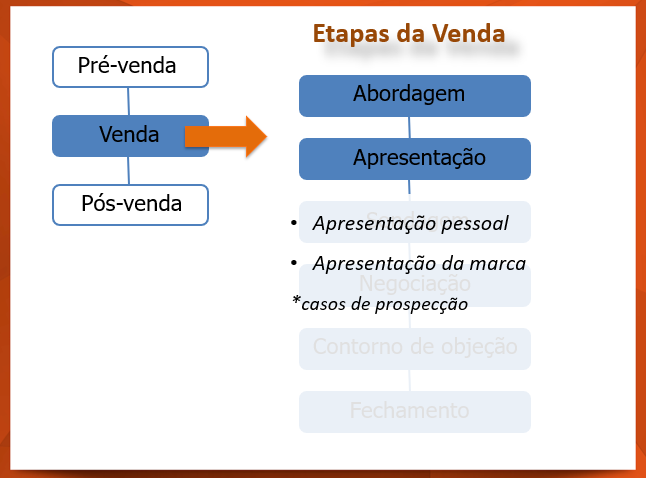 Etapas da Venda
Pré-venda
Venda
Pós-venda
Abordagem
Apresentação
• Apresentação pessoal
• Apresentação da marca
Negociação
*casos de prospecção
Contorno de objeção
Fechamento